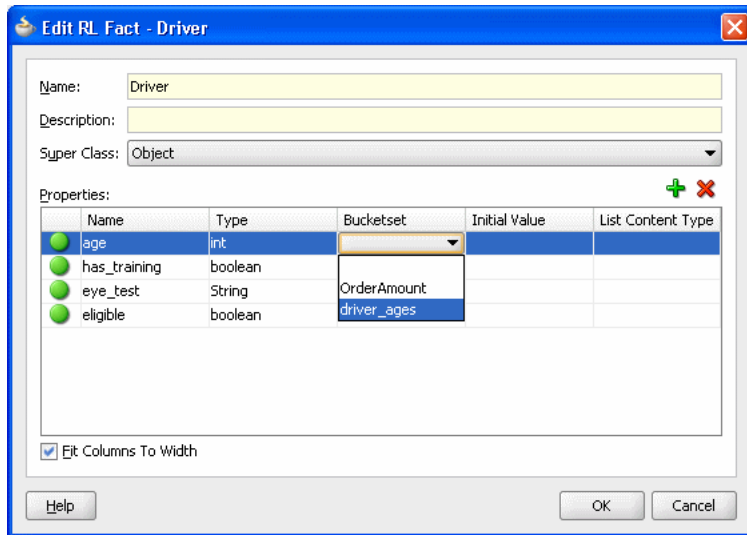 Edit RL Fact - Driver
Name: Driver
Description:
Super Class: Object
Properties:
Name Type Bucketset Initial Value List Content Type
age int
has_training boolean
eye_test String OrderAmount
eligible boolean driver_ages
Fit Columns To Width
Help OK Cancel